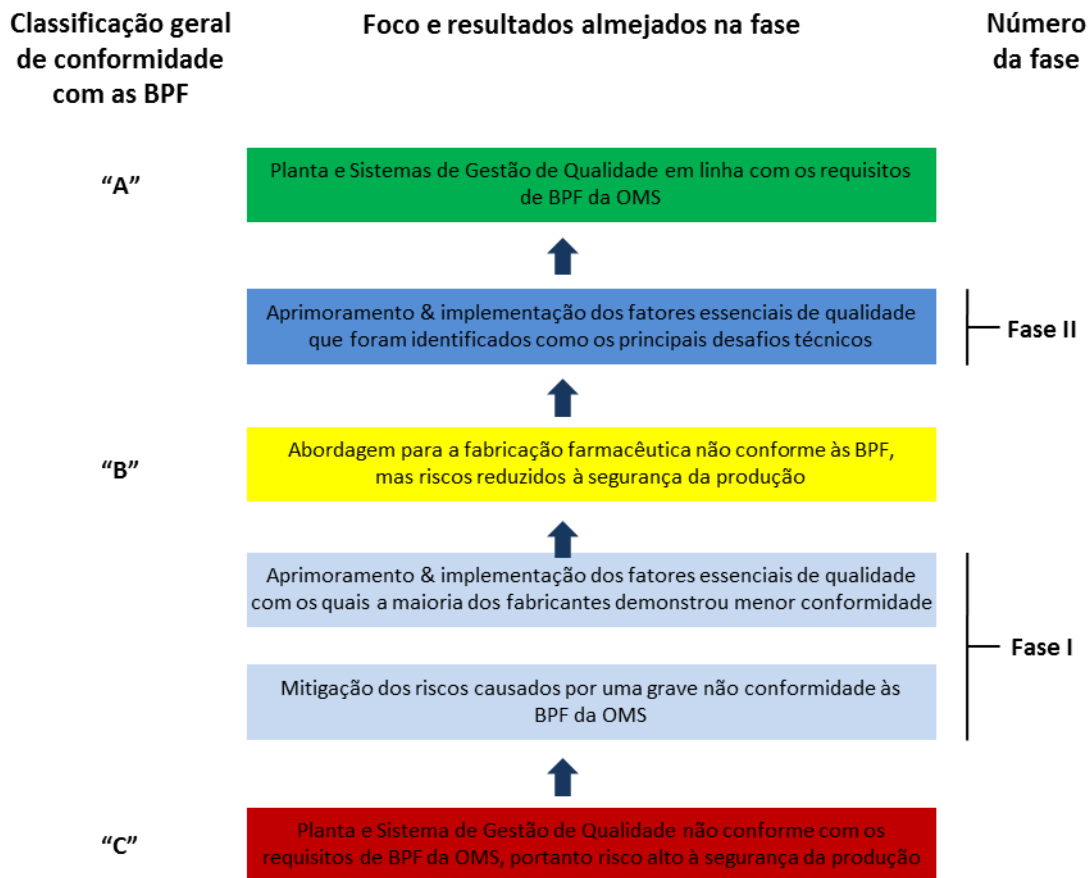 Classificação geral
de conformidade
com as BPF
Foco e resultados almejados na fase
Número
da fase
“A”
Planta e Sistemas de Gestão de Qualidade em linha com os requisitos
de BPF da OMS
Aprimoramento & implementação dos fatores essenciais de qualidade
que foram identificados como os principais desafios técnicos
Fase II
“B”
Abordagem para a fabricação farmacêutica não conforme às BPF,
mas riscos reduzidos à segurança da produção
Aprimoramento & implementação dos fatores essenciais de qualidade
com os quais a maioria dos fabricantes demonstrou menor conformidade
Fase I
Mitigação dos riscos causados por uma grave não conformidade às
BPF da OMS
“C”
Planta e Sistema de Gestão de Qualidade não conforme com os
requisitos de BPF da OMS, portanto risco alto à segurança da produção